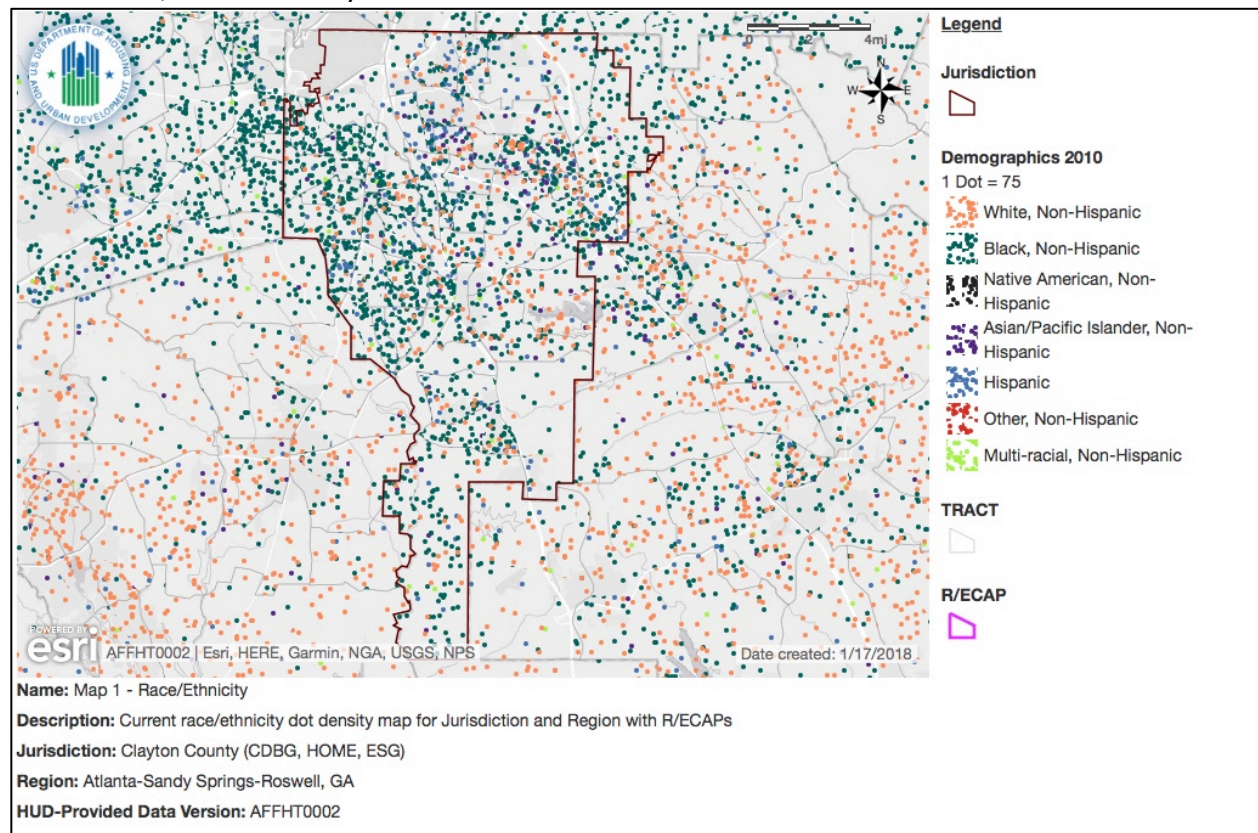 U.S. DEPARTMENT OF HOUSING
AND URBAN DEVELOPMENT
0 2 4mi
N
W E
S
POWERED BY
esri
AFFHT0002 | Esri, HERE, Garmin, NGA, USGS, NPS
Date created: 1/17/2018
Legend
Jurisdiction
Demographics 2010
1 Dot = 75
White, Non-Hispanic
Black, Non-Hispanic
Native American, Non-
Hispanic
Asian/Pacific Islander, Non-
Hispanic
Hispanic
Other, Non-Hispanic
Multi-racial, Non-Hispanic
TRACT
R/ECAP
Name: Map 1 - Race/Ethnicity
Description: Current race/ethnicity dot density map for Jurisdiction and Region with R/ECAPs
Jurisdiction: Clayton County (CDBG, HOME, ESG)
Region: Atlanta-Sandy Springs-Roswell, GA
HUD-Provided Data Version: AFFHT0002